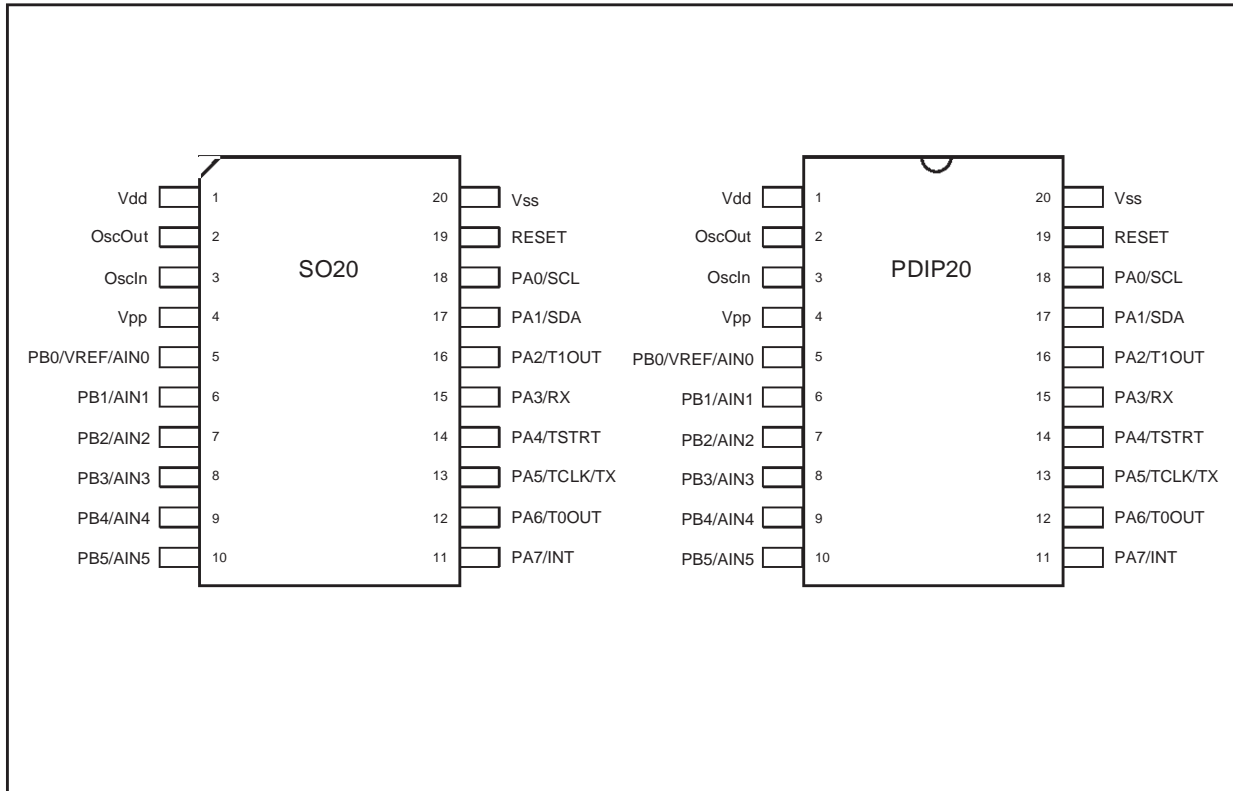 SO20
Vdd 1
OscOut 2
OscIn 3
Vpp 4
PB0/VREF/AIN0 5
PB1/AIN1 6
PB2/AIN2 7
PB3/AIN3 8
PB4/AIN4 9
PB5/AIN5 10
20 Vss
19 RESET
18 PA0/SCL
17 PA1/SDA
16 PA2/T1OUT
15 PA3/RX
14 PA4/TSTRT
13 PA5/TCLK/TX
12 PA6/T0OUT
11 PA7/INT
PDIP20
Vdd 1
OscOut 2
OscIn 3
Vpp 4
PB0/VREF/AIN0 5
PB1/AIN1 6
PB2/AIN2 7
PB3/AIN3 8
PB4/AIN4 9
PB5/AIN5 10
20 Vss
19 RESET
18 PA0/SCL
17 PA1/SDA
16 PA2/T1OUT
15 PA3/RX
14 PA4/TSTRT
13 PA5/TCLK/TX
12 PA6/T0OUT
11 PA7/INT